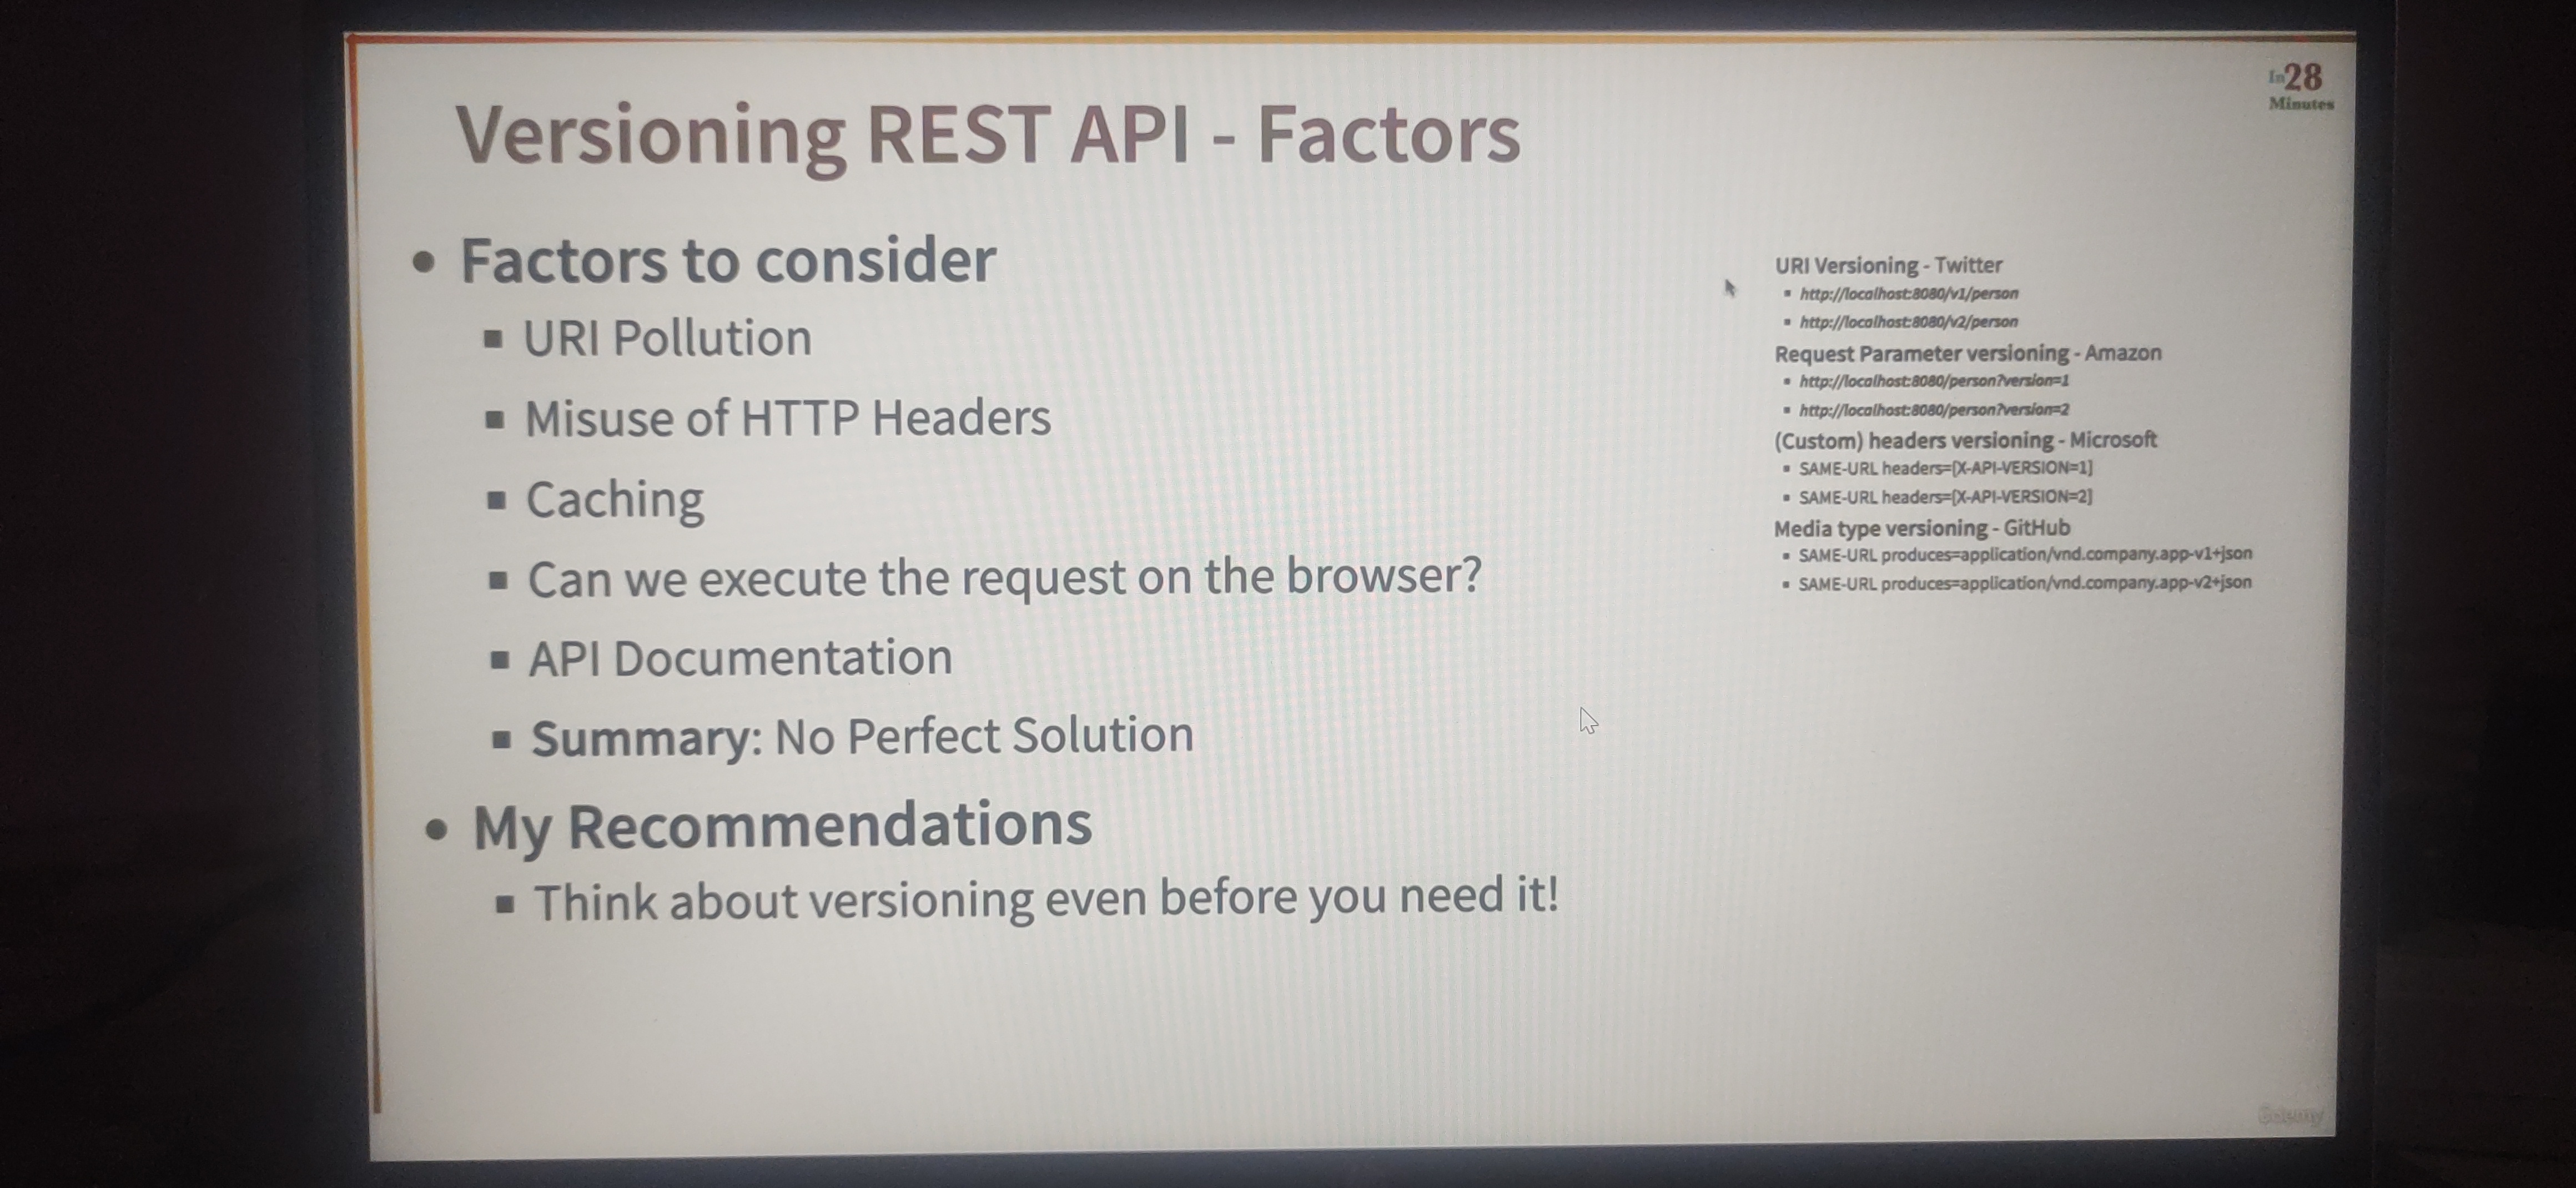 In28
Minutes
Versioning REST API - Factors
• Factors to consider
▪ URI Pollution
▪ Misuse of HTTP Headers
▪ Caching
▪ Can we execute the request on the browser?
▪ API Documentation
▪ Summary: No Perfect Solution
• My Recommendations
▪ Think about versioning even before you need it!
URI Versioning - Twitter
▪ http://localhost:8080/v1/person
▪ http://localhost:8080/v2/person
Request Parameter versioning - Amazon
▪ http://localhost:8080/person?version=1
▪ http://localhost:8080/person?version=2
(Custom) headers versioning - Microsoft
▪ SAME-URL headers=[X-API-VERSION=1]
▪ SAME-URL headers=[X-API-VERSION=2]
Media type versioning - GitHub
▪ SAME-URL produces=application/vnd.company.app-v1+json
▪ SAME-URL produces=application/vnd.company.app-v2+json
Udemy